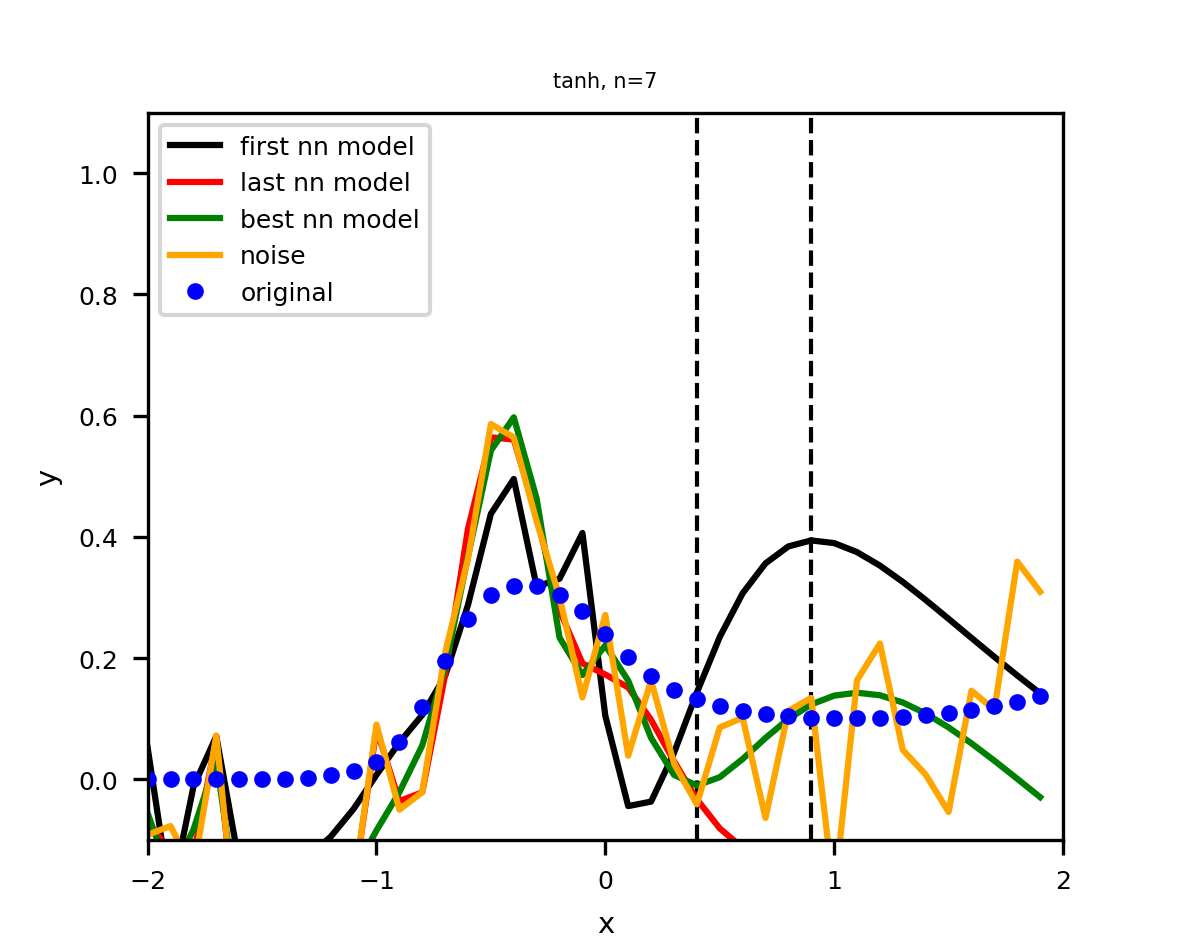 tanh, n=7
first nn model
last nn model
best nn model
noise
original
1.0
0.8
0.6
0.4
0.2
0.0
y
−2
−1
0
1
2
x